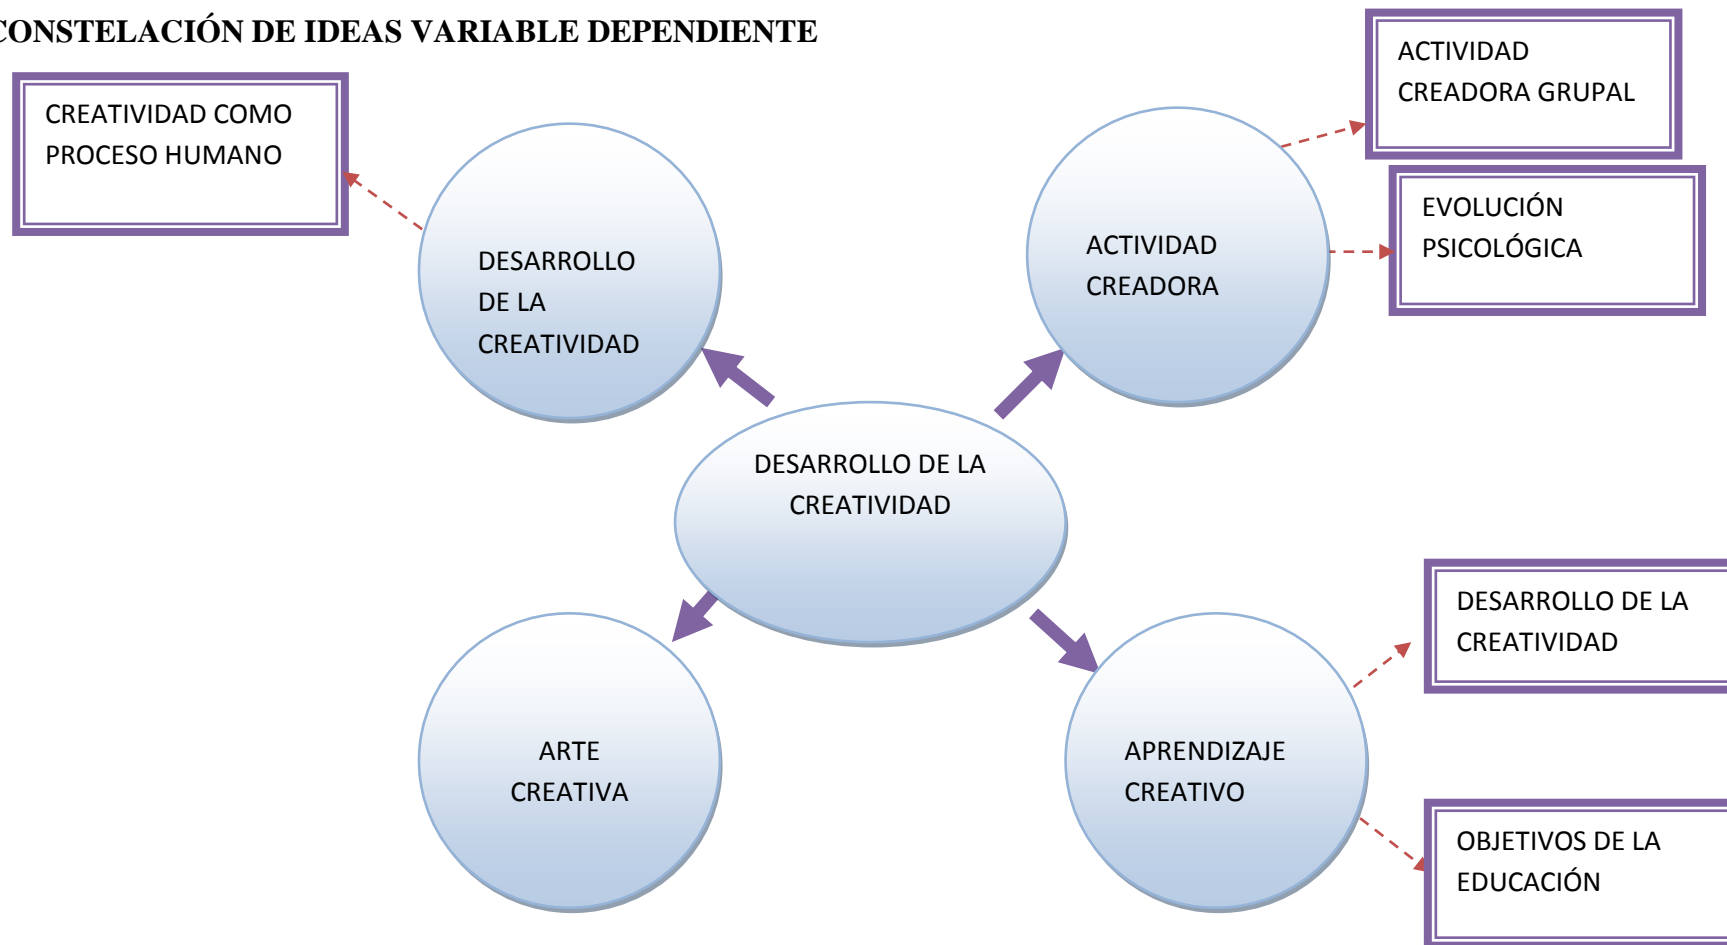 CONSTELACIÓN DE IDEAS VARIABLE DEPENDIENTE
CREATIVIDAD COMO
PROCESO HUMANO
ACTIVIDAD
CREADORA GRUPAL
EVOLUCIÓN
PSICOLÓGICA
DESARROLLO
DE LA
CREATIVIDAD
ACTIVIDAD
CREADORA
DESARROLLO DE LA
CREATIVIDAD
ARTE
CREATIVA
APRENDIZAJE
CREATIVO
DESARROLLO DE LA
CREATIVIDAD
OBJETIVOS DE LA
EDUCACIÓN